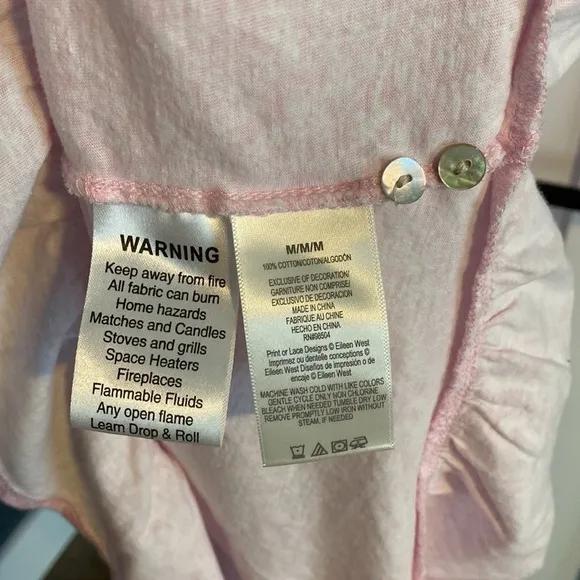 WARNING
Keep away from fire
All fabric can burn
Home hazards
Matches and Candles
Stoves and grills
Space Heaters
Fireplaces
Flammable Fluids
Any open flame
Learn Drop & Roll
M/M/M
100% COTTON/COTON/ALGODÓN
EXCLUSIVE OF DECORATION/
GARNITURE NON COMPRISE/
EXCLUSIVO DE DECORACION
MADE IN CHINA
FABRIQUE AU CHINE
HECHO EN CHINA
RN#98504
Print or Lace Designs © Eileen West
Imprimez ou dentelle conceptions ©
Eileen West Diseños de impresión o de
encaje © Eileen West
MACHINE WASH COLD WITH LIKE COLORS
GENTLE CYCLE ONLY NON CHLORINE
BLEACH WHEN NEEDED TUMBLE DRY LOW
REMOVE PROMPTLY LOW IRON WITHOUT
STEAM. IF NEEDED